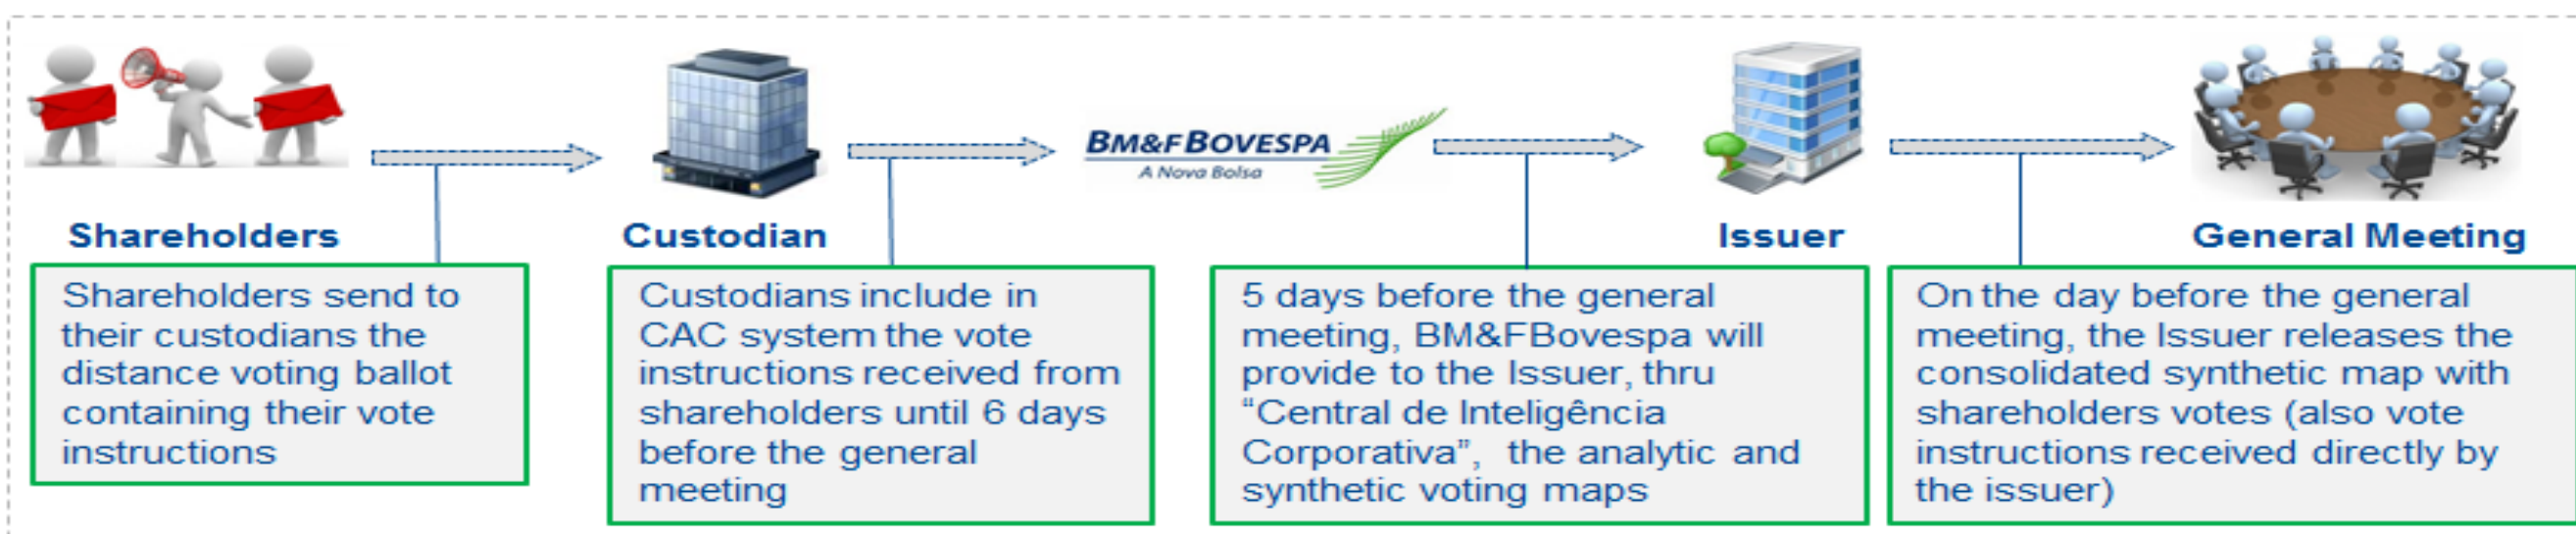 BM&FBOVESPA
A Nova Bolsa
Shareholders
Custodian
Issuer
General Meeting
Shareholders send to
their custodians the
distance voting ballot
containing their vote
instructions
Custodians include in
CAC system the vote
instructions received from
shareholders until 6 days
before the general
meeting
5 days before the general
meeting, BM&FBovespa will
provide to the Issuer, thru
“Central de Inteligência
Corporativa”, the analytic and
synthetic voting maps
On the day before the general
meeting, the Issuer releases the
consolidated synthetic map with
shareholders votes (also vote
instructions received directly by
the issuer)